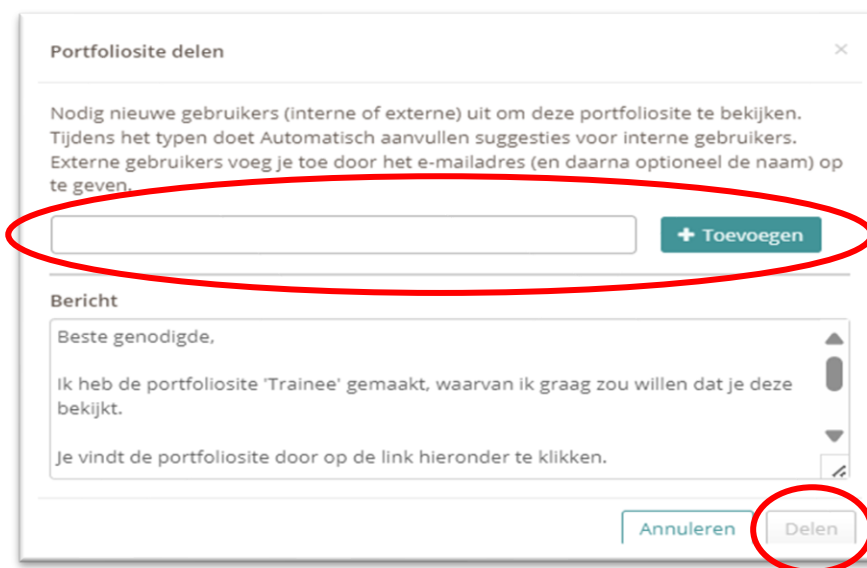 Portfoliosite delen ×
Nodig nieuwe gebruikers (interne of externe) uit om deze portfoliosite te bekijken.
Tijdens het typen doet Automatisch aanvullen suggesties voor interne gebruikers.
Externe gebruikers voeg je toe door het e-mailadres (en daarna optioneel de naam) op
te geven.
+ Toevoegen
Bericht
Beste genodigde,
Ik heb de portfoliosite 'Trainee' gemaakt, waarvan ik graag zou willen dat je deze
bekijkt.
Je vindt de portfoliosite door op de link hieronder te klikken.
Annuleren Delen